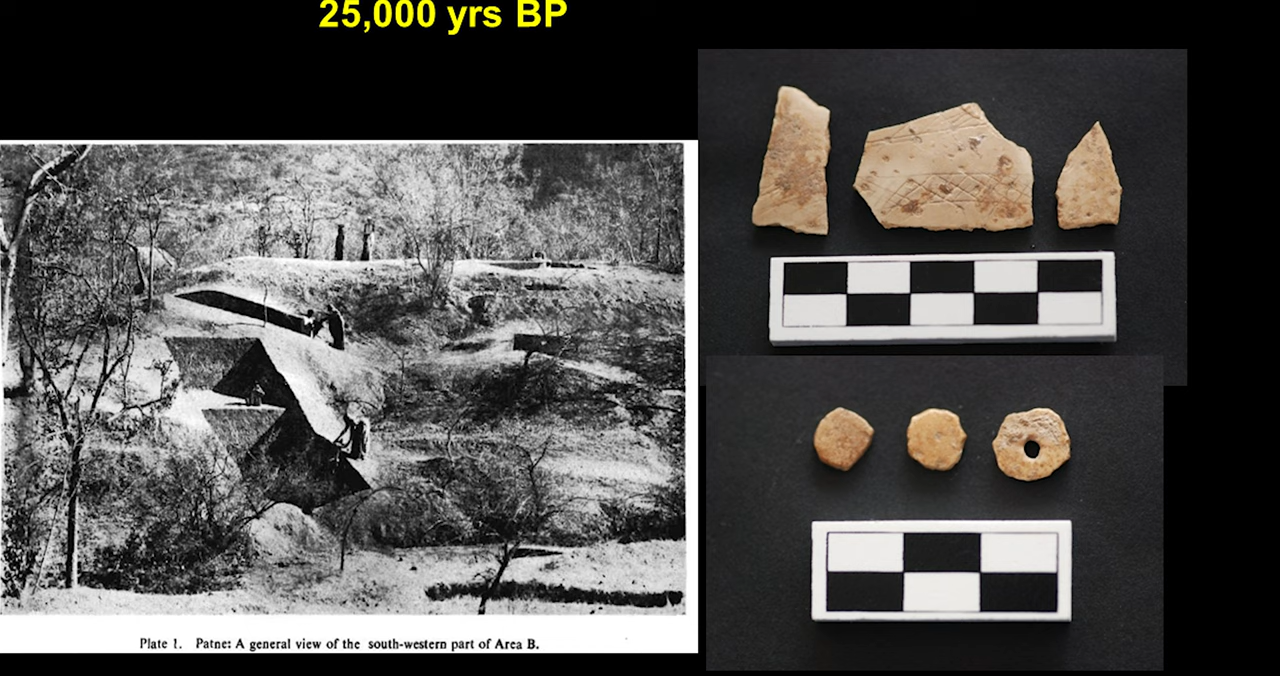 25,000 yrs BP
Plate 1. Patne: A general view of the south-western part of Area B.